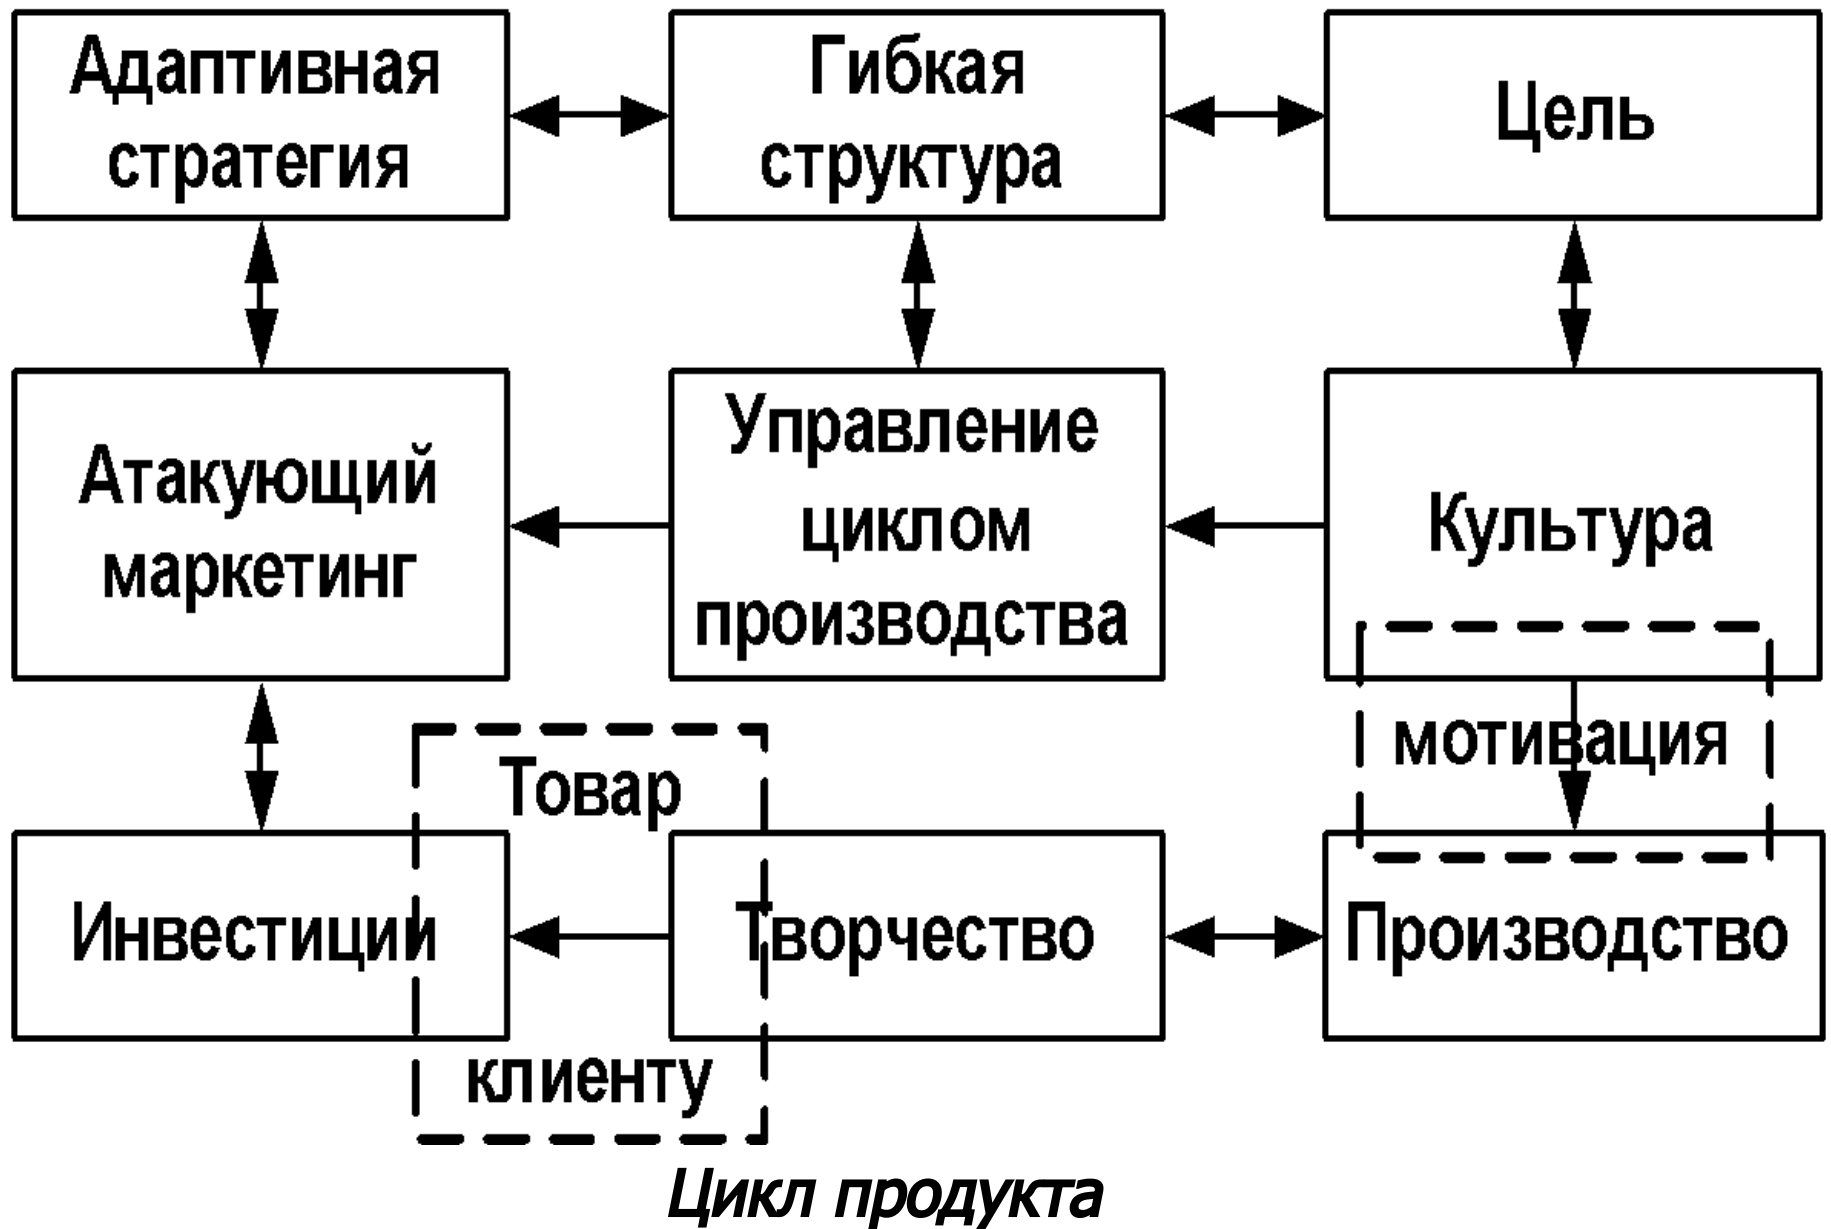 Адаптивная
стратегия
Гибкая
структура
Цель
Атакующий
маркетинг
Управление
циклом
производства
Культура
мотивация
Товар
Инвестиции
Творчество
Производство
клиенту
Цикл продукта